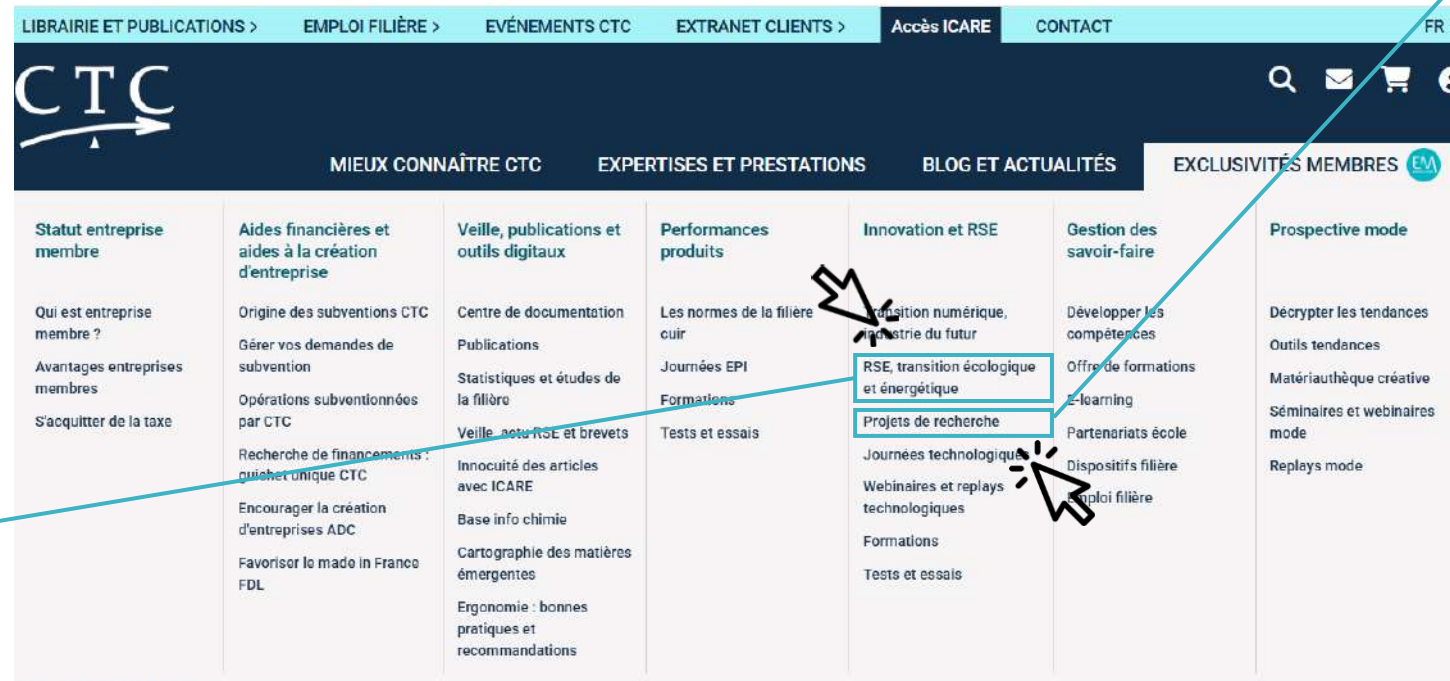 LIBRAIRIE ET PUBLICATIONS > EMPLOI FILIÈRE > EVÉNEMENTS CTC EXTRANET CLIENTS > Accès ICARE CONTACT FR
CTC
MIEUX CONNAÎTRE CTC EXPERTISES ET PRESTATIONS BLOG ET ACTUALITÉS EXCLUSIVITÉS MEMBRES EM
Statut entreprise
membre
Qui est entreprise
membre ?
Avantages entreprises
membres
S'acquitter de la taxe
Aides financières et
aides à la création
d'entreprise
Origine des subventions CTC
Gérer vos demandes de
subvention
Opérations subventionnées
par CTC
Recherche de financements :
guichet unique CTC
Encourager la création
d'entreprises ADC
Favoriser le made in France
FDL
Veille, publications et
outils digitaux
Centre de documentation
Publications
Statistiques et études de
la filière
Veille, actu RSE et brevets
Innocuité des articles
avec ICARE
Base info chimie
Cartographie des matières
émergentes
Ergonomie : bonnes
pratiques et
recommandations
Performances
produits
Les normes de la filière
cuir
Journées EPI
Formations
Tests et essais
Innovation et RSE
Transition numérique,
industrie du futur
RSE, transition écologique
et énergétique
Projets de recherche
Journées technologiques
Webinaires et replays
technologiques
Formations
Tests et essais
Gestion des
savoir-faire
Développer les
compétences
Offre de formations
E-learning
Partenariats école
Dispositifs filière
Emploi filière
Prospective mode
Décrypter les tendances
Outils tendances
Matériauthèque créative
Séminaires et webinaires
mode
Replays mode